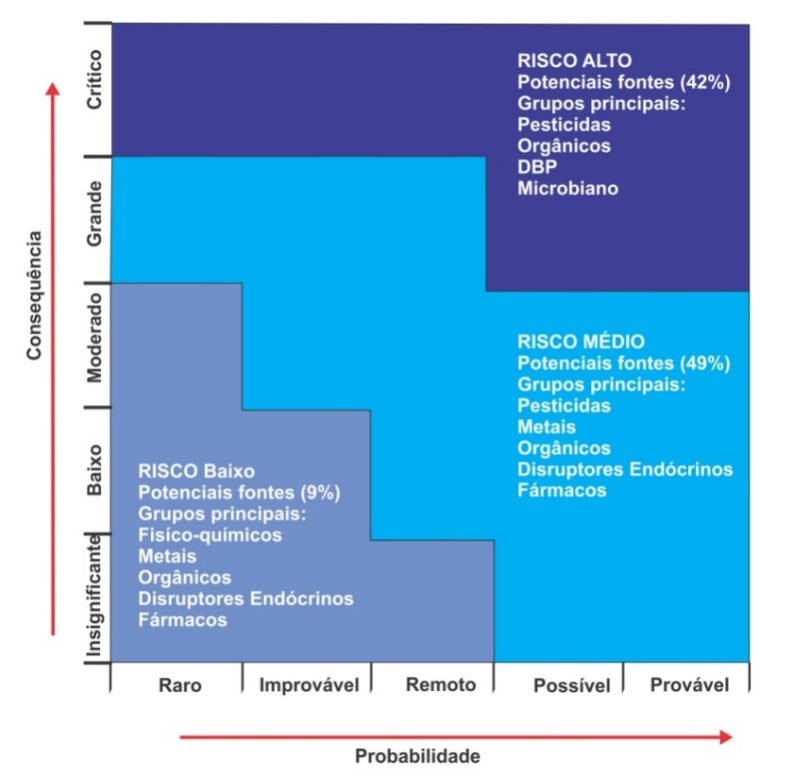 Consequência
Crítico
Grande
Moderado
Baixo
Insignificante
RISCO ALTO
Potenciais fontes (42%)
Grupos principais:
Pesticidas
Orgânicos
DBP
Microbiano
RISCO MÉDIO
Potenciais fontes (49%)
Grupos principais:
Pesticidas
Metais
Orgânicos
Disruptores Endócrinos
Fármacos
RISCO Baixo
Potenciais fontes (9%)
Grupos principais:
Fisíco-químicos
Metais
Orgânicos
Disruptores Endócrinos
Fármacos
Raro
Improvável
Remoto
Possível
Provável
Probabilidade